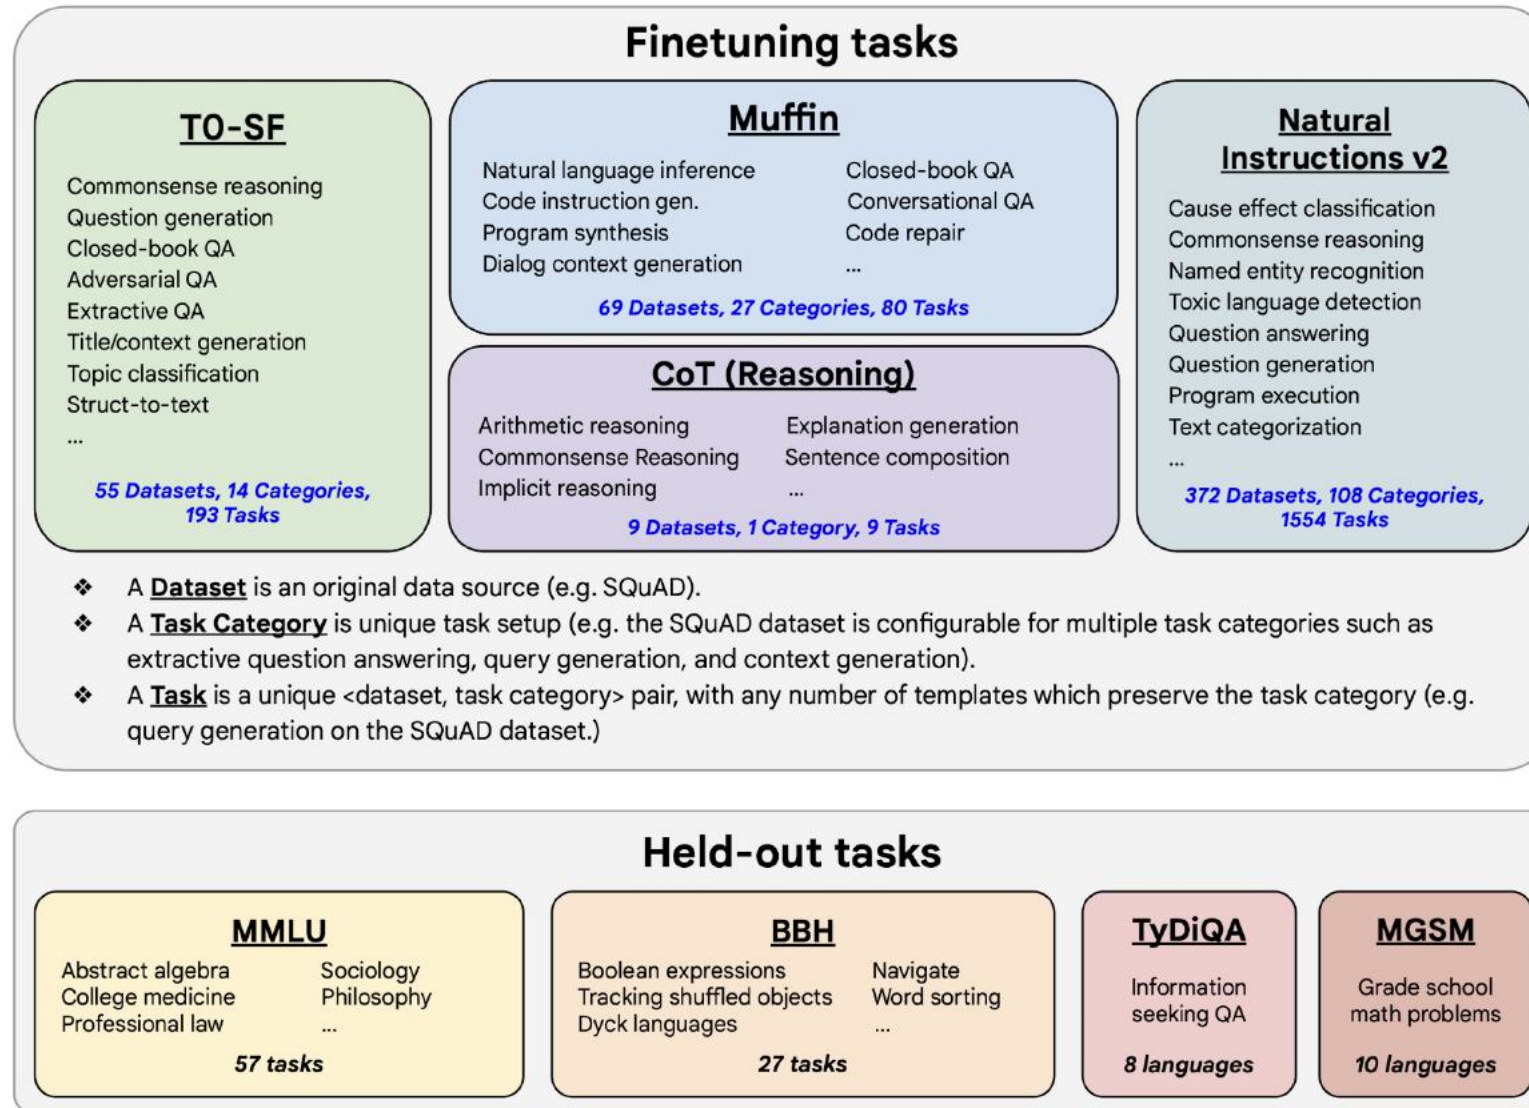 Finetuning tasks
T0-SF
Commonsense reasoning
Question generation
Closed-book QA
Adversarial QA
Extractive QA
Title/context generation
Topic classification
Struct-to-text
...
55 Datasets, 14 Categories,
193 Tasks
Muffin
Natural language inference
Code instruction gen.
Program synthesis
Dialog context generation
Closed-book QA
Conversational QA
Code repair
...
69 Datasets, 27 Categories, 80 Tasks
CoT (Reasoning)
Arithmetic reasoning
Commonsense Reasoning
Implicit reasoning
Explanation generation
Sentence composition
...
9 Datasets, 1 Category, 9 Tasks
Natural
Instructions v2
Cause effect classification
Commonsense reasoning
Named entity recognition
Toxic language detection
Question answering
Question generation
Program execution
Text categorization
...
372 Datasets, 108 Categories,
1554 Tasks
❖ A Dataset is an original data source (e.g. SQuAD).
❖ A Task Category is unique task setup (e.g. the SQuAD dataset is configurable for multiple task categories such as
extractive question answering, query generation, and context generation).
❖ A Task is a unique <dataset, task category> pair, with any number of templates which preserve the task category (e.g.
query generation on the SQuAD dataset.)
Held-out tasks
MMLU
Abstract algebra
College medicine
Professional law
Sociology
Philosophy
...
57 tasks
BBH
Boolean expressions
Tracking shuffled objects
Dyck languages
Navigate
Word sorting
...
27 tasks
TyDiQA
Information
seeking QA
8 languages
MGSM
Grade school
math problems
10 languages